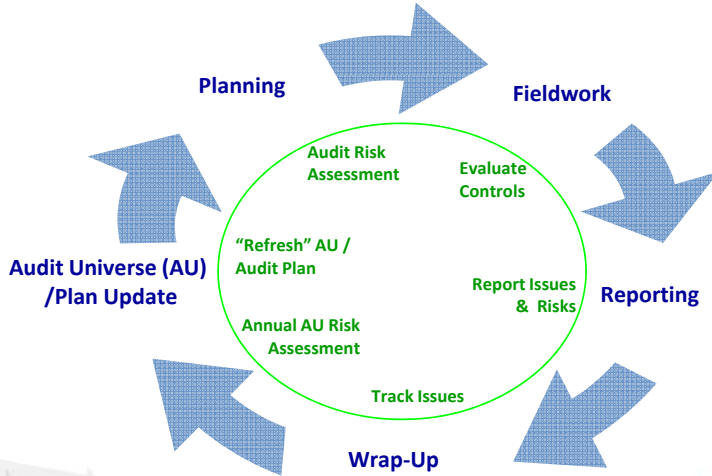 Planning
Fieldwork
Audit Risk
Assessment
Evaluate
Controls
“Refresh” AU /
Audit Plan
Audit Universe (AU)
/Plan Update
Report Issues
& Risks
Reporting
Annual AU Risk
Assessment
Track Issues
Wrap-Up